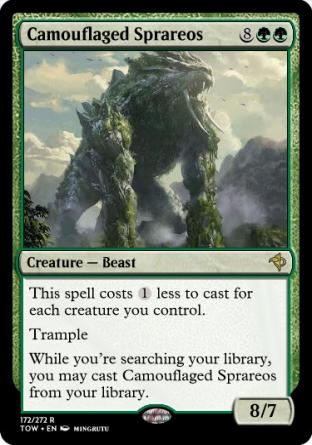 Camouflaged Sprareos 8
Creature — Beast
This spell costs 1 less to cast for
each creature you control.
Trample
While you're searching your library,
you may cast Camouflaged Sprareos
from your library.
8/7
172/272 R
TOW • EN MINGRUTU